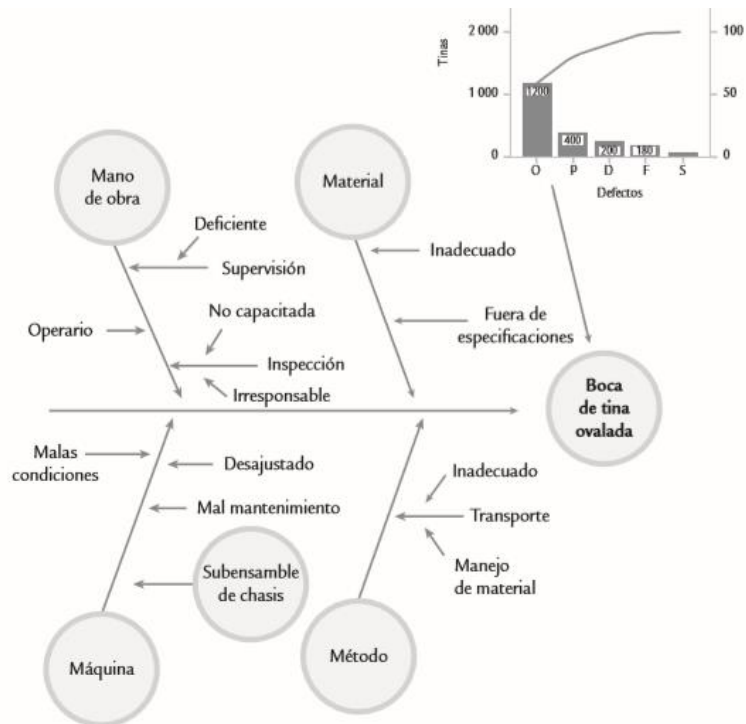 Tinas
2 000
1 000
0
100
50
0
1200
400
200
180
O
P
D
F
S
Defectos
Mano
de obra
Material
Deficiente
Supervisión
Operario
No capacitada
Inspección
Irresponsable
Inadecuado
Fuera de
especificaciones
Boca
de tina
ovalada
Malas
condiciones
Desajustado
Mal mantenimiento
Subensamble
de chasis
Máquina
Inadecuado
Transporte
Manejo
de material
Método